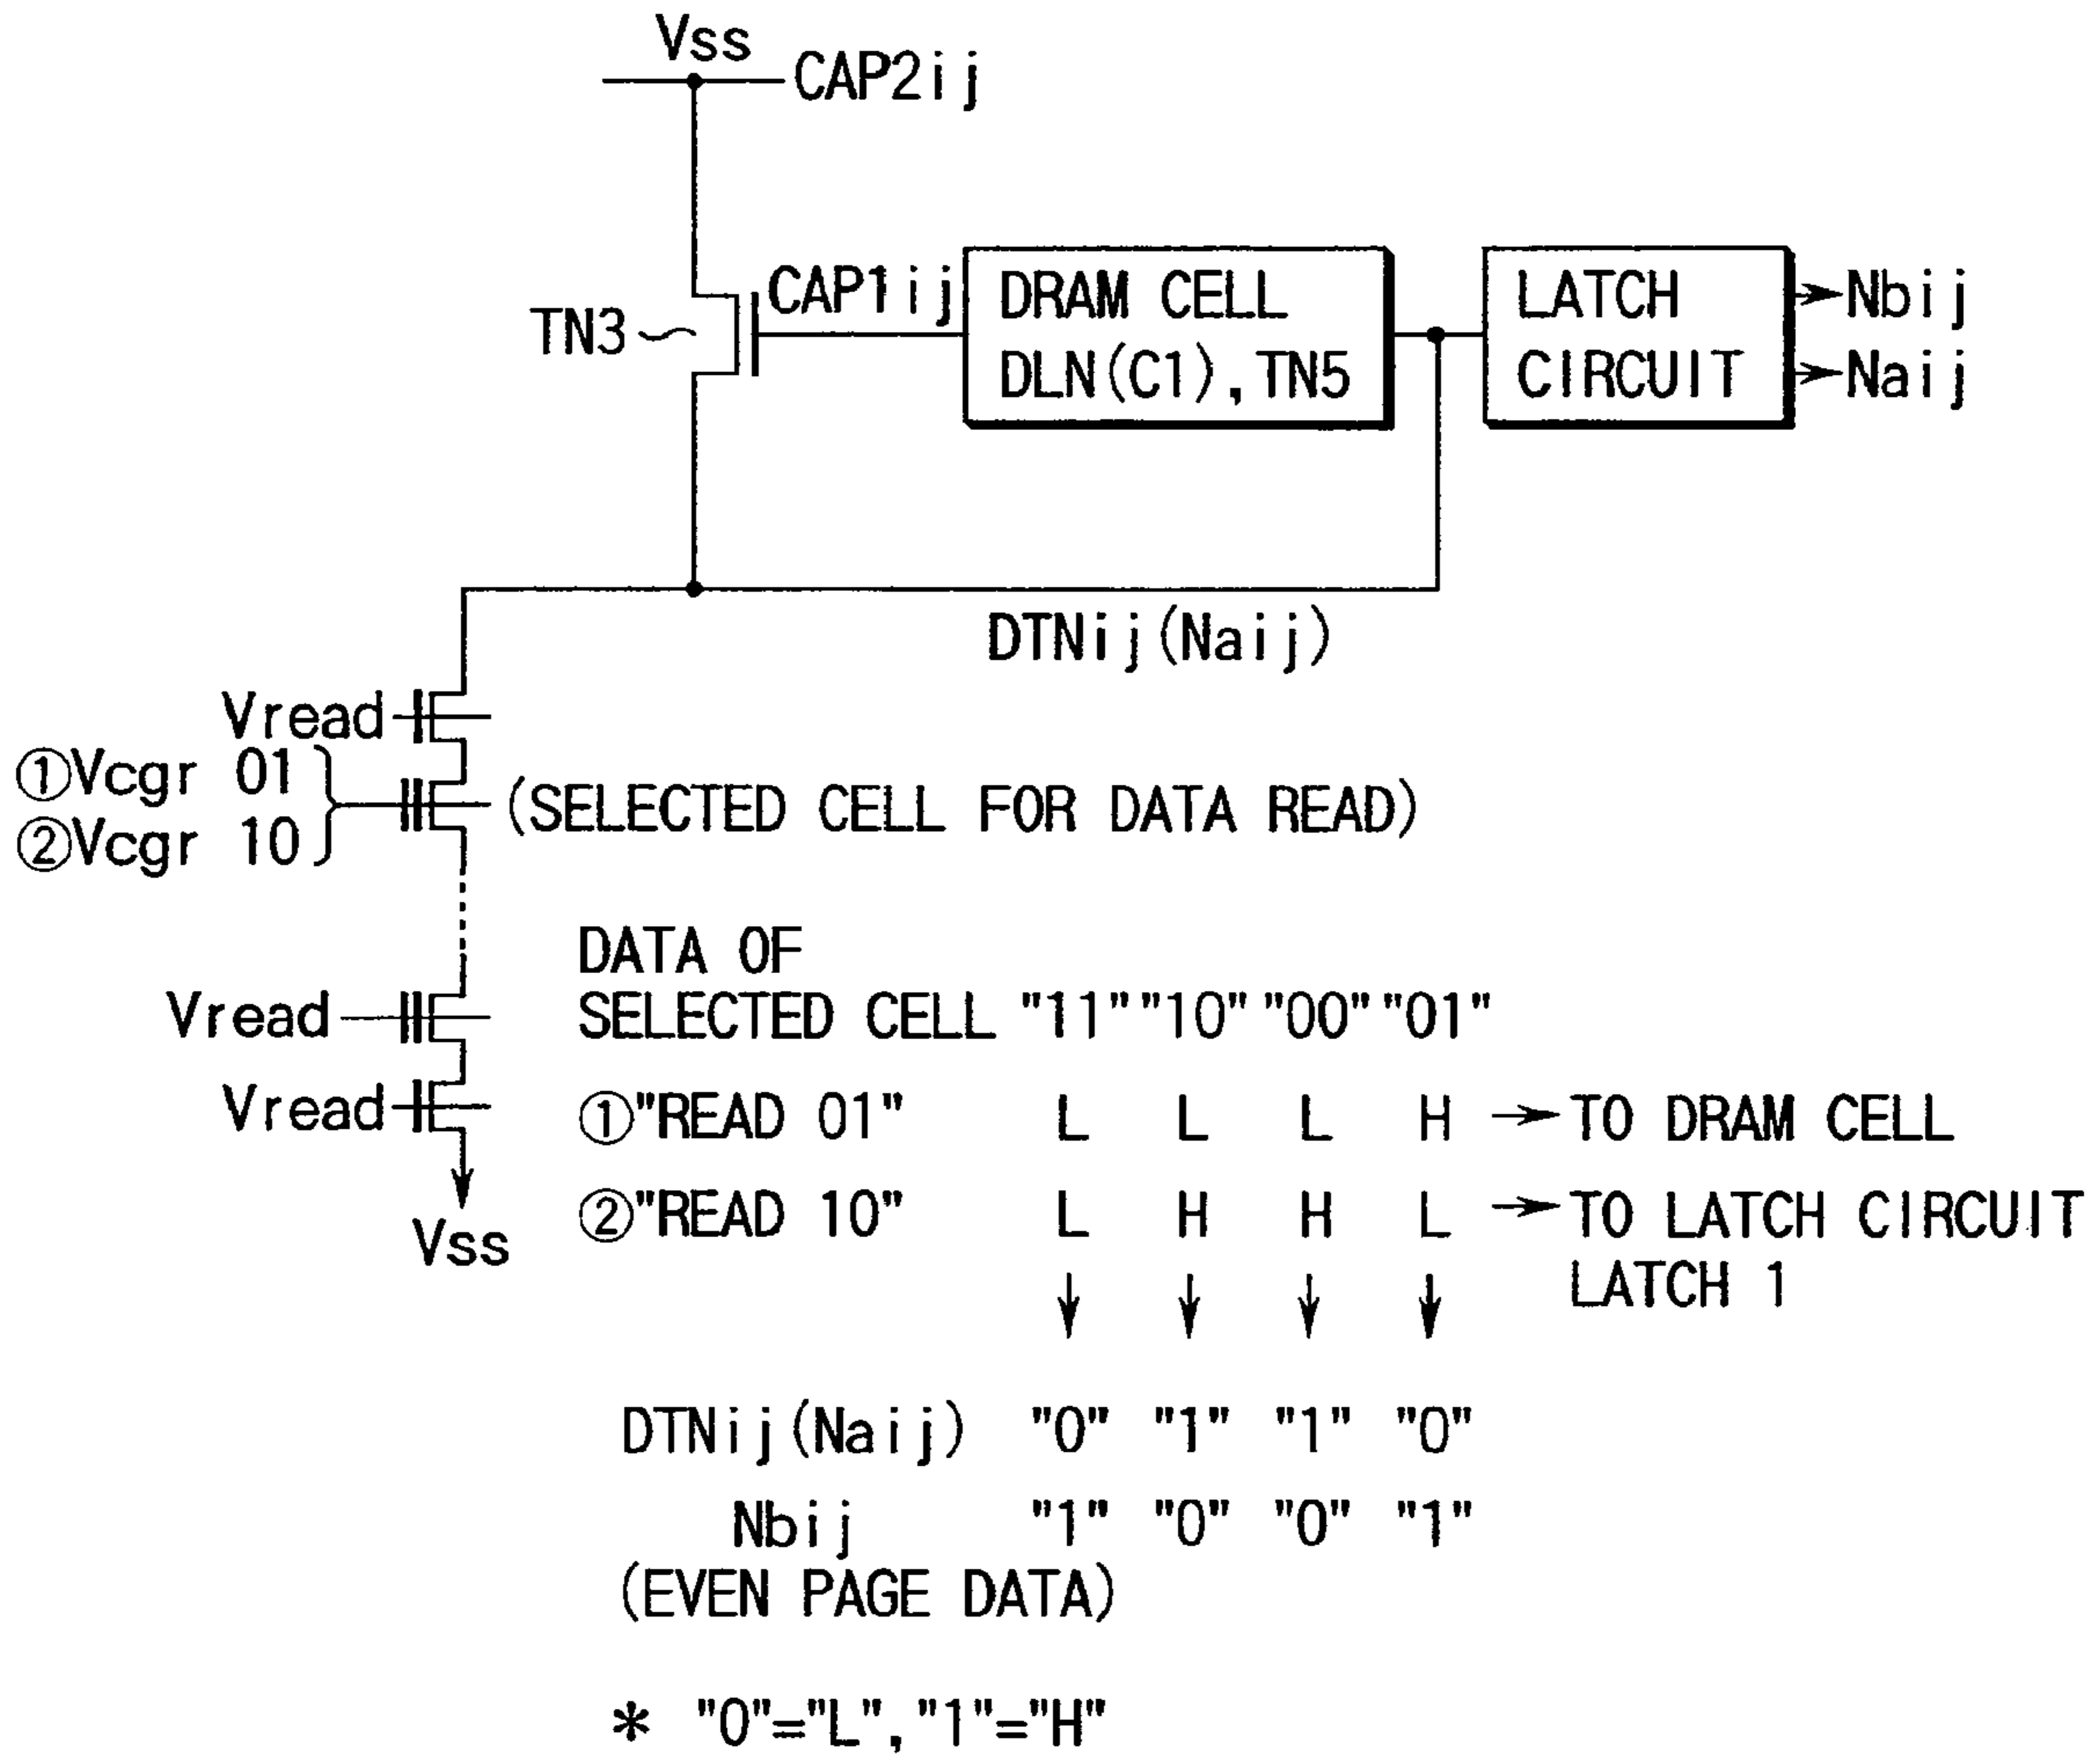 Vss
CAP2ij
CAP1ij
TN3
DRAM CELL
DLN(C1),TN5
LATCH
CIRCUIT
Nbij
Naij
DTNij(Naij)
Vread
①Vcgr 01
②Vcgr 10
(SELECTED CELL FOR DATA READ)
Vread
Vread
Vss
DATA OF
SELECTED CELL "11" "10" "00" "01"
①"READ 01" L L L H → TO DRAM CELL
②"READ 10" L H H L → TO LATCH CIRCUIT
LATCH 1
↓ ↓ ↓ ↓
DTNij(Naij) "0" "1" "1" "0"
Nbij "1" "0" "0" "1"
(EVEN PAGE DATA)
* "0"="L","1"="H"